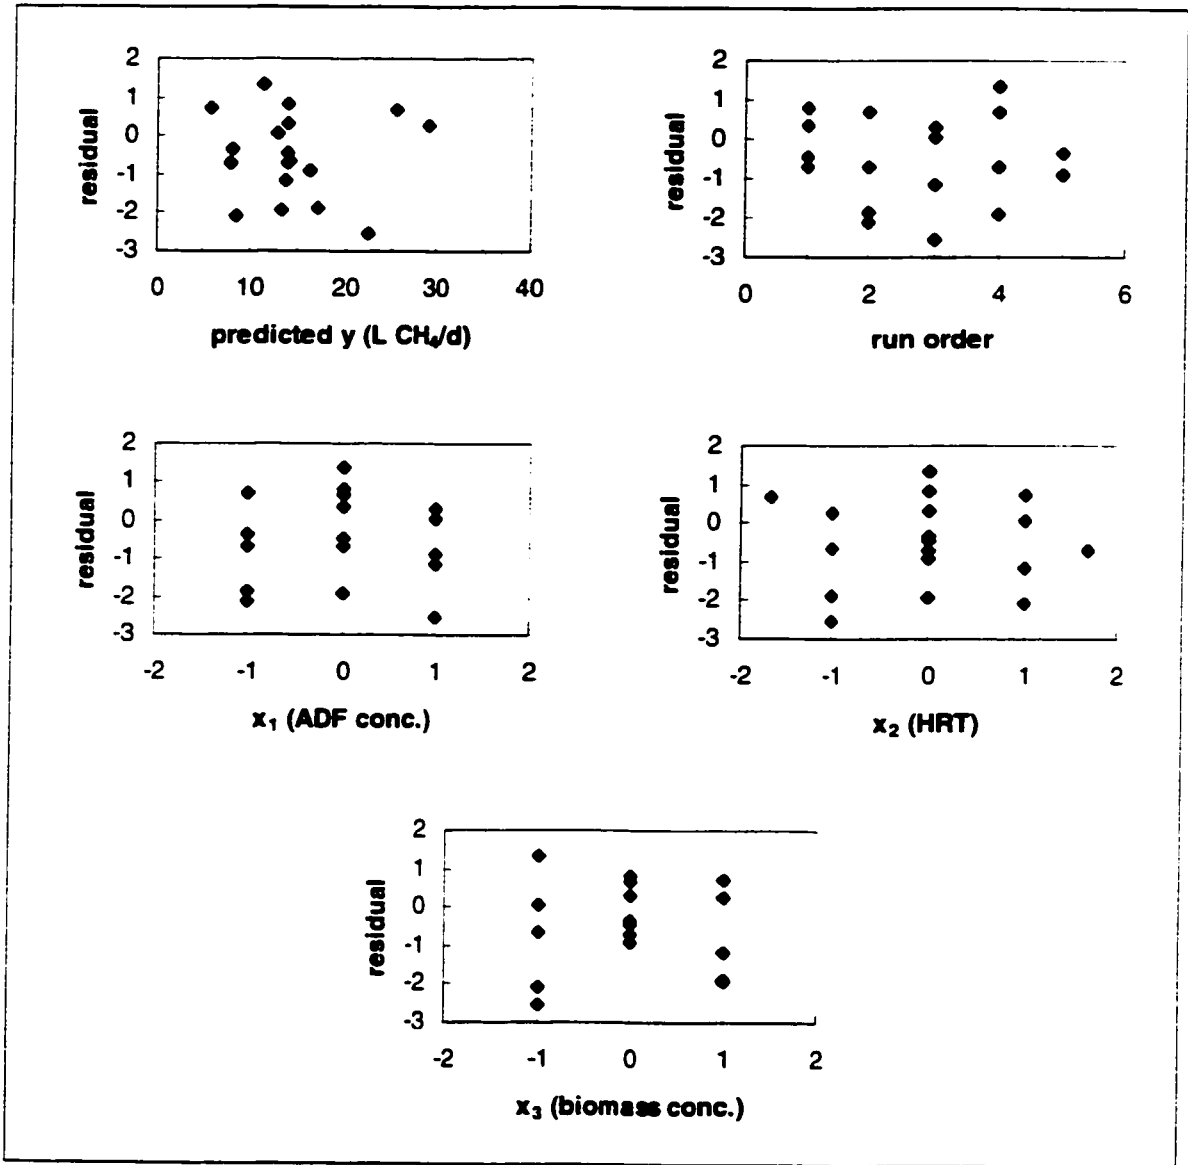 2
1
0
-1
-2
-3
residual
0 10 20 30 40
predicted y (L CH₄/d)
2
1
0
-1
-2
-3
residual
0 2 4 6
run order
2
1
0
-1
-2
-3
residual
-2 -1 0 1 2
x₁ (ADF conc.)
2
1
0
-1
-2
-3
residual
-2 -1 0 1 2
x₂ (HRT)
2
1
0
-1
-2
-3
residual
-2 -1 0 1 2
x₃ (biomass conc.)